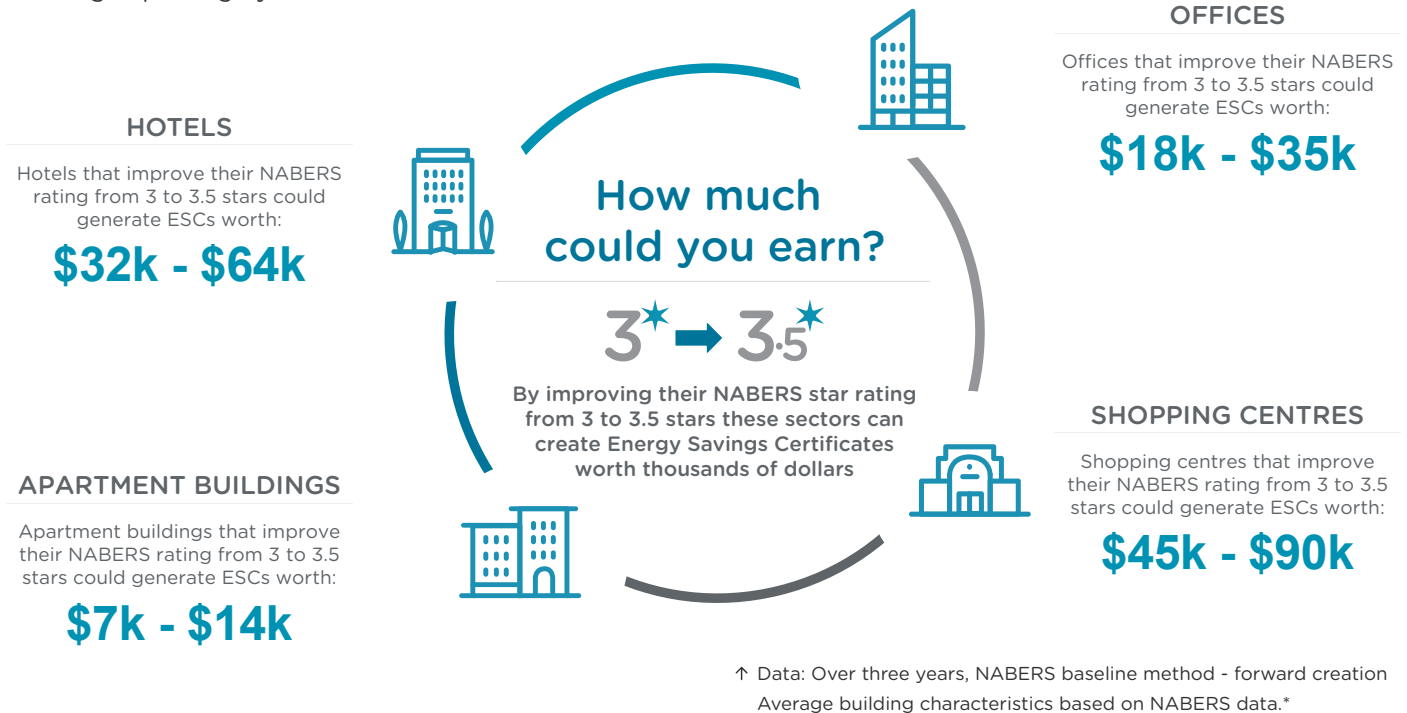 HOTELS
Hotels that improve their NABERS
rating from 3 to 3.5 stars could
generate ESCs worth:
$32k - $64k
OFFICES
Offices that improve their NABERS
rating from 3 to 3.5 stars could
generate ESCs worth:
$18k - $35k
How much
could you earn?
3* → 3.5*
By improving their NABERS star rating
from 3 to 3.5 stars these sectors can
create Energy Savings Certificates
worth thousands of dollars
APARTMENT BUILDINGS
Apartment buildings that improve
their NABERS rating from 3 to 3.5
stars could generate ESCs worth:
$7k - $14k
SHOPPING CENTRES
Shopping centres that improve
their NABERS rating from 3 to 3.5
stars could generate ESCs worth:
$45k - $90k
↑ Data: Over three years, NABERS baseline method - forward creation
Average building characteristics based on NABERS data.*